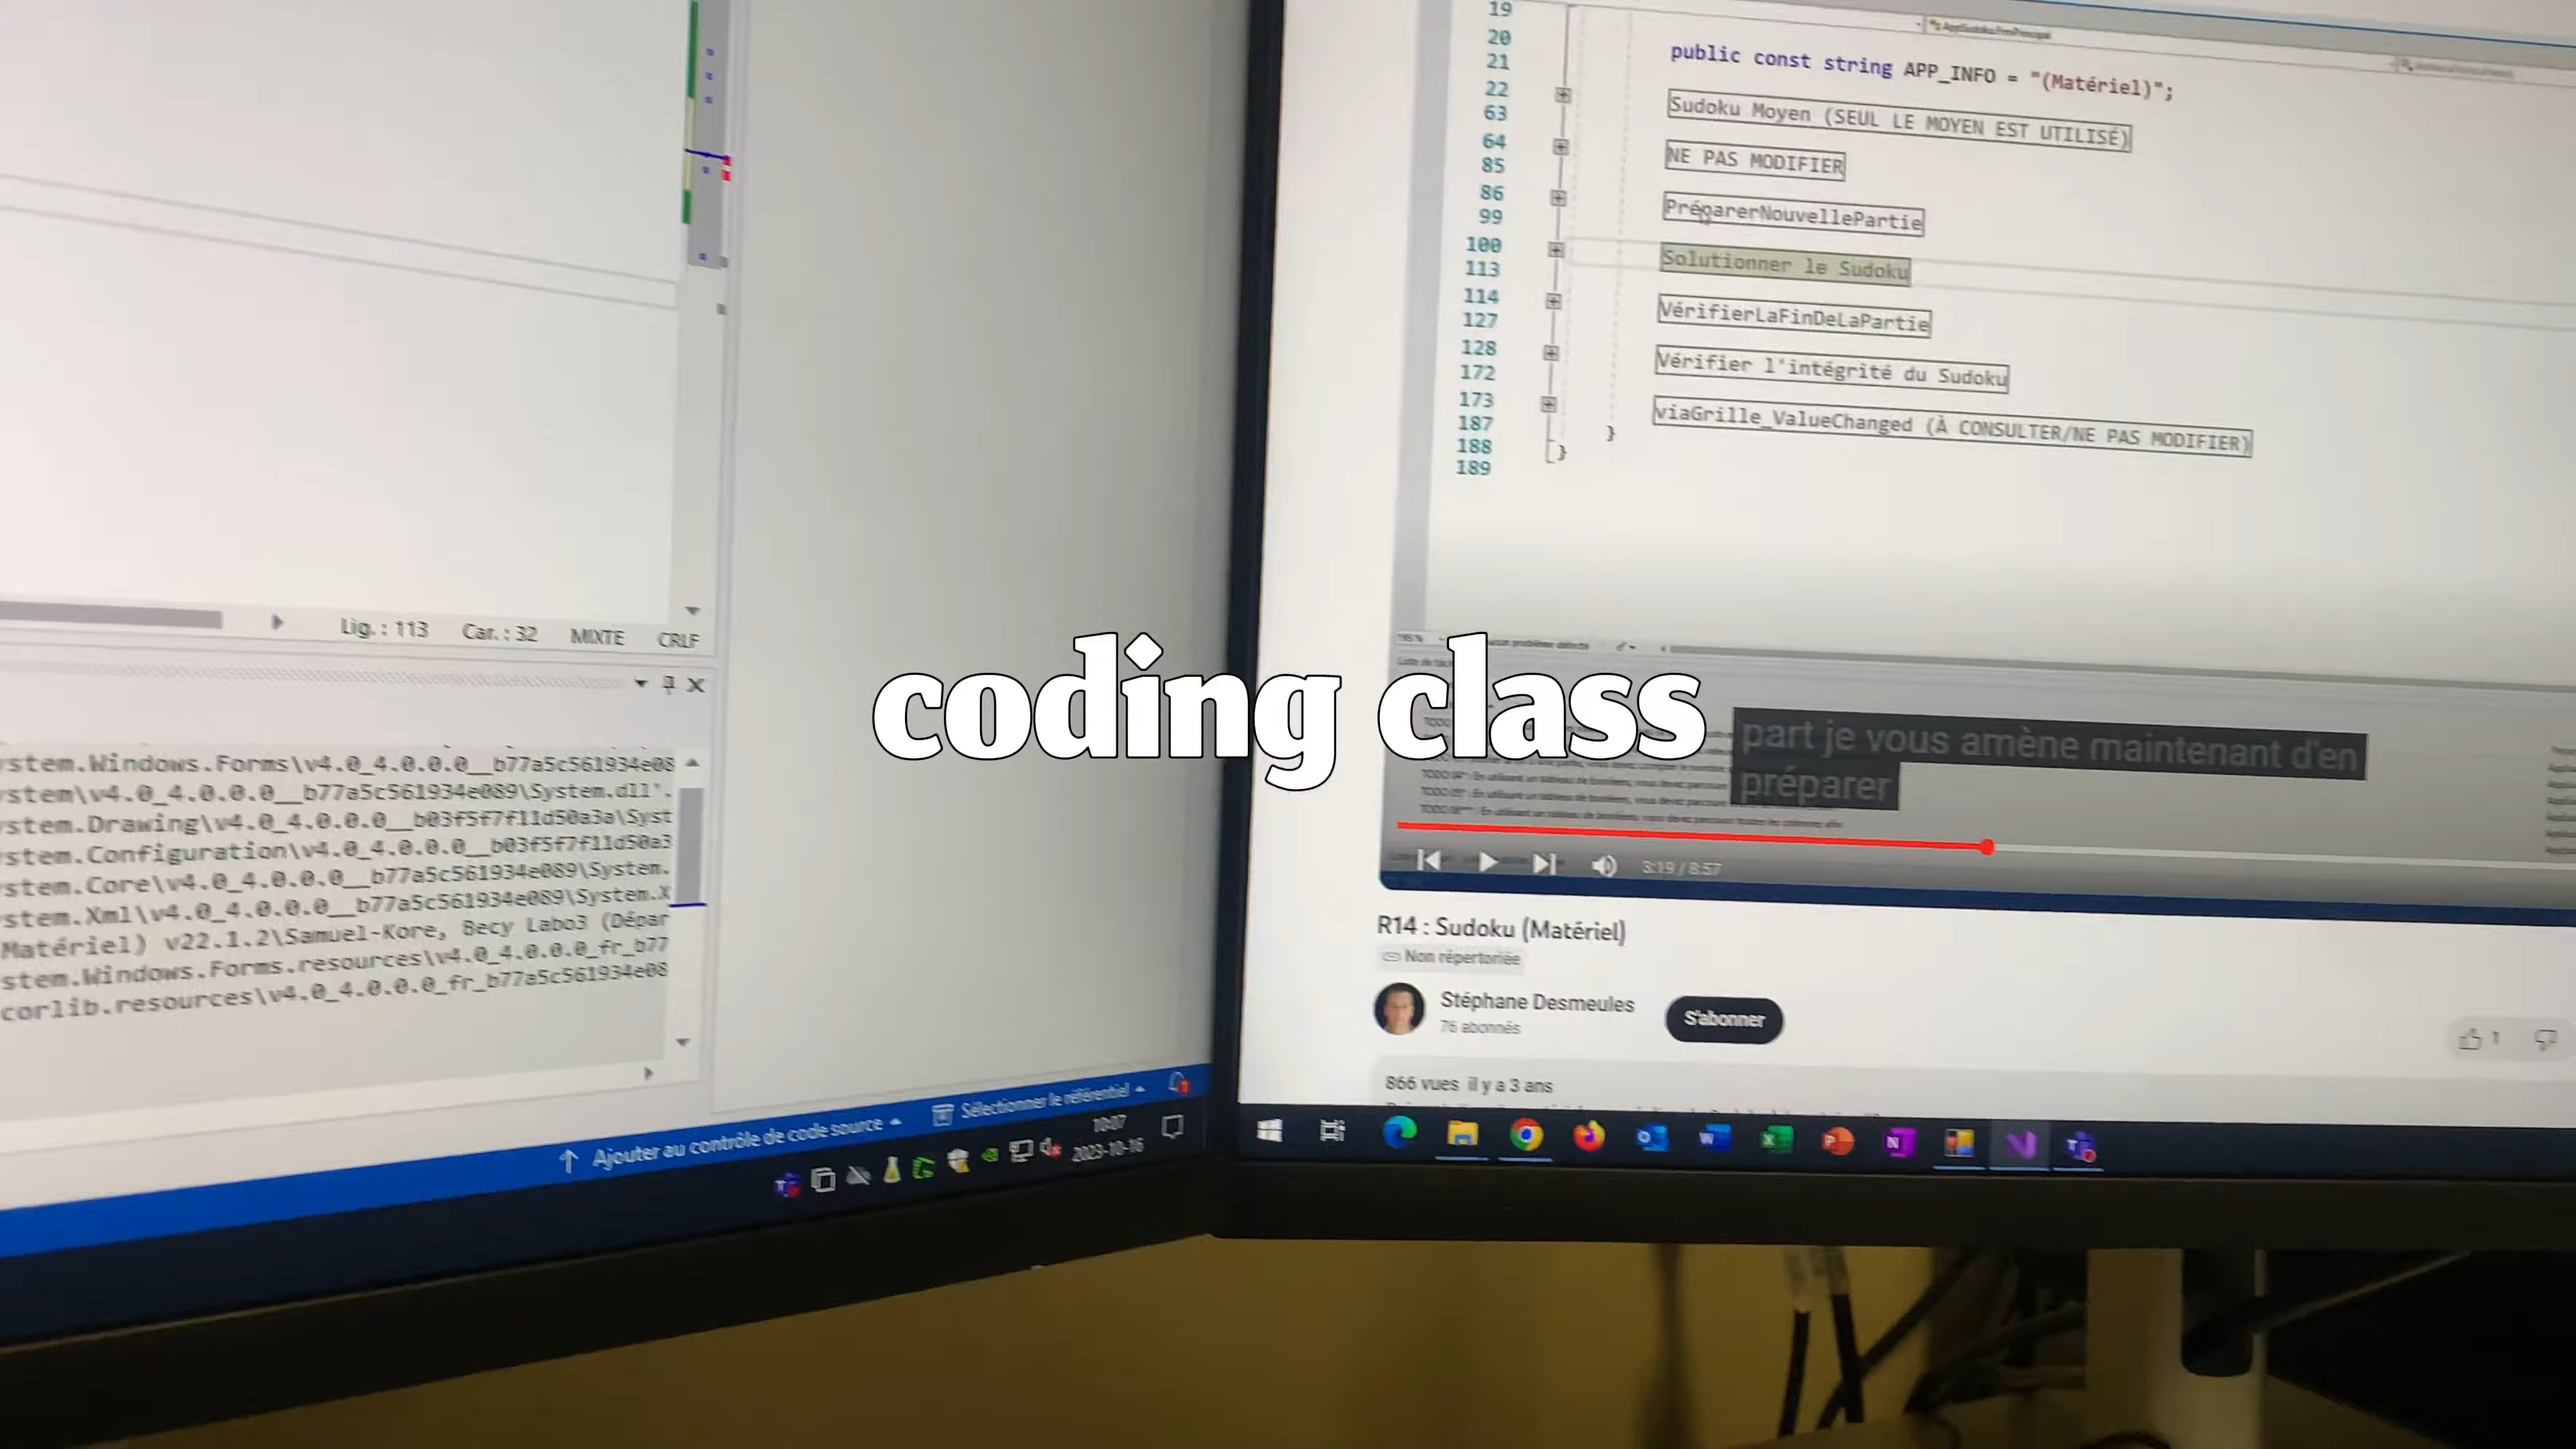 Lig. : 113 Car. : 32 MIXTE CRLF
stem.Windows.Forms\v4.0_4.0.0.0__b77a5c561934e08
stem\v4.0_4.0.0.0__b77a5c561934e089\System.dll'.
stem.Drawing\v4.0_4.0.0.0__b03f5f7f11d50a3a\Syst
stem.Configuration\v4.0_4.0.0.0__b03f5f7f11d50a3
stem.Core\v4.0_4.0.0.0__b77a5c561934e089\System.
stem.Xml\v4.0_4.0.0.0__b77a5c561934e089\System.X
Matériel) v22.1.2\Samuel-Kore, Becy Labo3 (Dépar
stem.Windows.Forms.resources\v4.0_4.0.0.0_fr_b77
corlib.resources\v4.0_4.0.0.0_fr_b77a5c561934e08
Ajouter au contrôle de code source
Sélectionner le référentiel
10:07
2023-10-16
AppSudoku.FrmPrincipal
19
20
21 public const string APP_INFO = "(Matériel)";
22 Sudoku Moyen (SEUL LE MOYEN EST UTILISÉ)
63
64 NE PAS MODIFIER
85
86 PréparerNouvellePartie
99
100 Solutionner le Sudoku
113
114 VérifierLaFinDeLaPartie
127
128 Vérifier l'intégrité du Sudoku
172
173 viaGrille_ValueChanged (À CONSULTER/NE PAS MODIFIER)
187 }
188 }
189
coding class
part je vous amène maintenant d'en
préparer
3:19 / 8:57
R14 : Sudoku (Matériel)
Non répertoriée
Stéphane Desmeules
76 abonnés
S'abonner
1
866 vues il y a 3 ans